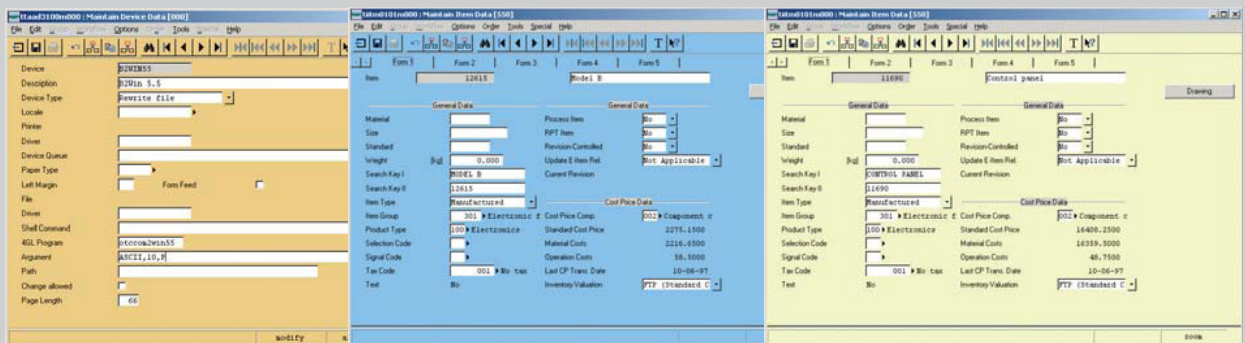 ttaad3100m000 : Maintain Device Data [000]
File Edit Group Workflow Options Order Tools Special Help
Device B2WIN55
Description B2Win 5.5
Device Type Rewrite file
Locale
Printer
Driver
Device Queue
Paper Type
Left Margin Form Feed
File
Driver
Shell Command
4GL Program otccom2win55
Argument ASCII,10,P
Path
Change allowed
Page Length 66
modify
tiitm0101m000 : Maintain Item Data [550]
File Edit Group Workflow Options Order Tools Special Help
Form 1 Form 2 Form 3 Form 4 Form 5
Item 12615 Model B
General Data General Data
Material Process Item No
Size RPT Item No
Standard Revision-Controlled No
Weight [kg] 0.000 Update E-Item Rel. Not Applicable
Search Key I MODEL B Current Revision
Search Key II 12615
Item Type Manufactured Cost Price Data
Item Group 301 Electronic f Cost Price Comp. 002 Component c
Product Type 100 Electronics Standard Cost Price 2275.1500
Selection Code Material Costs 2216.6500
Signal Code Operation Costs 58.5000
Tax Code 001 No tax Last CP Trans. Date 10-06-97
Text No Inventory Valuation FTP (Standard C
tiitm0101m000 : Maintain Item Data [550]
File Edit Group Workflow Options Order Tools Special Help
Form 1 Form 2 Form 3 Form 4 Form 5
Item 11690 Control panel
Drawing
General Data General Data
Material Process Item No
Size RPT Item No
Standard Revision-Controlled No
Weight [kg] 0.000 Update E-Item Rel. Not Applicable
Search Key I CONTROL PANEL Current Revision
Search Key II 11690
Item Type Manufactured Cost Price Data
Item Group 301 Electronic f Cost Price Comp. 002 Component c
Product Type 100 Electronics Standard Cost Price 16408.2500
Selection Code Material Costs 16359.5000
Signal Code Operation Costs 48.7500
Tax Code 001 No tax Last CP Trans. Date 10-06-97
Text No Inventory Valuation FTP (Standard C
zoom